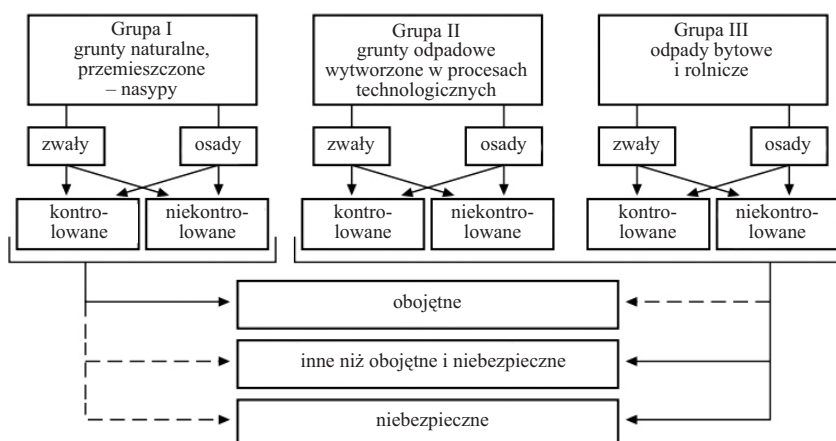 Grupa I
grunty naturalne,
przemieszczone
– nasypy
Grupa II
grunty odpadowe
wytworzone w procesach
technologicznych
Grupa III
odpady bytowe
i rolnicze
zwały
osady
zwały
osady
zwały
osady
kontro-
lowane
niekontro-
lowane
kontro-
lowane
niekontro-
lowane
kontro-
lowane
niekontro-
lowane
obojętne
inne niż obojętne i niebezpieczne
niebezpieczne